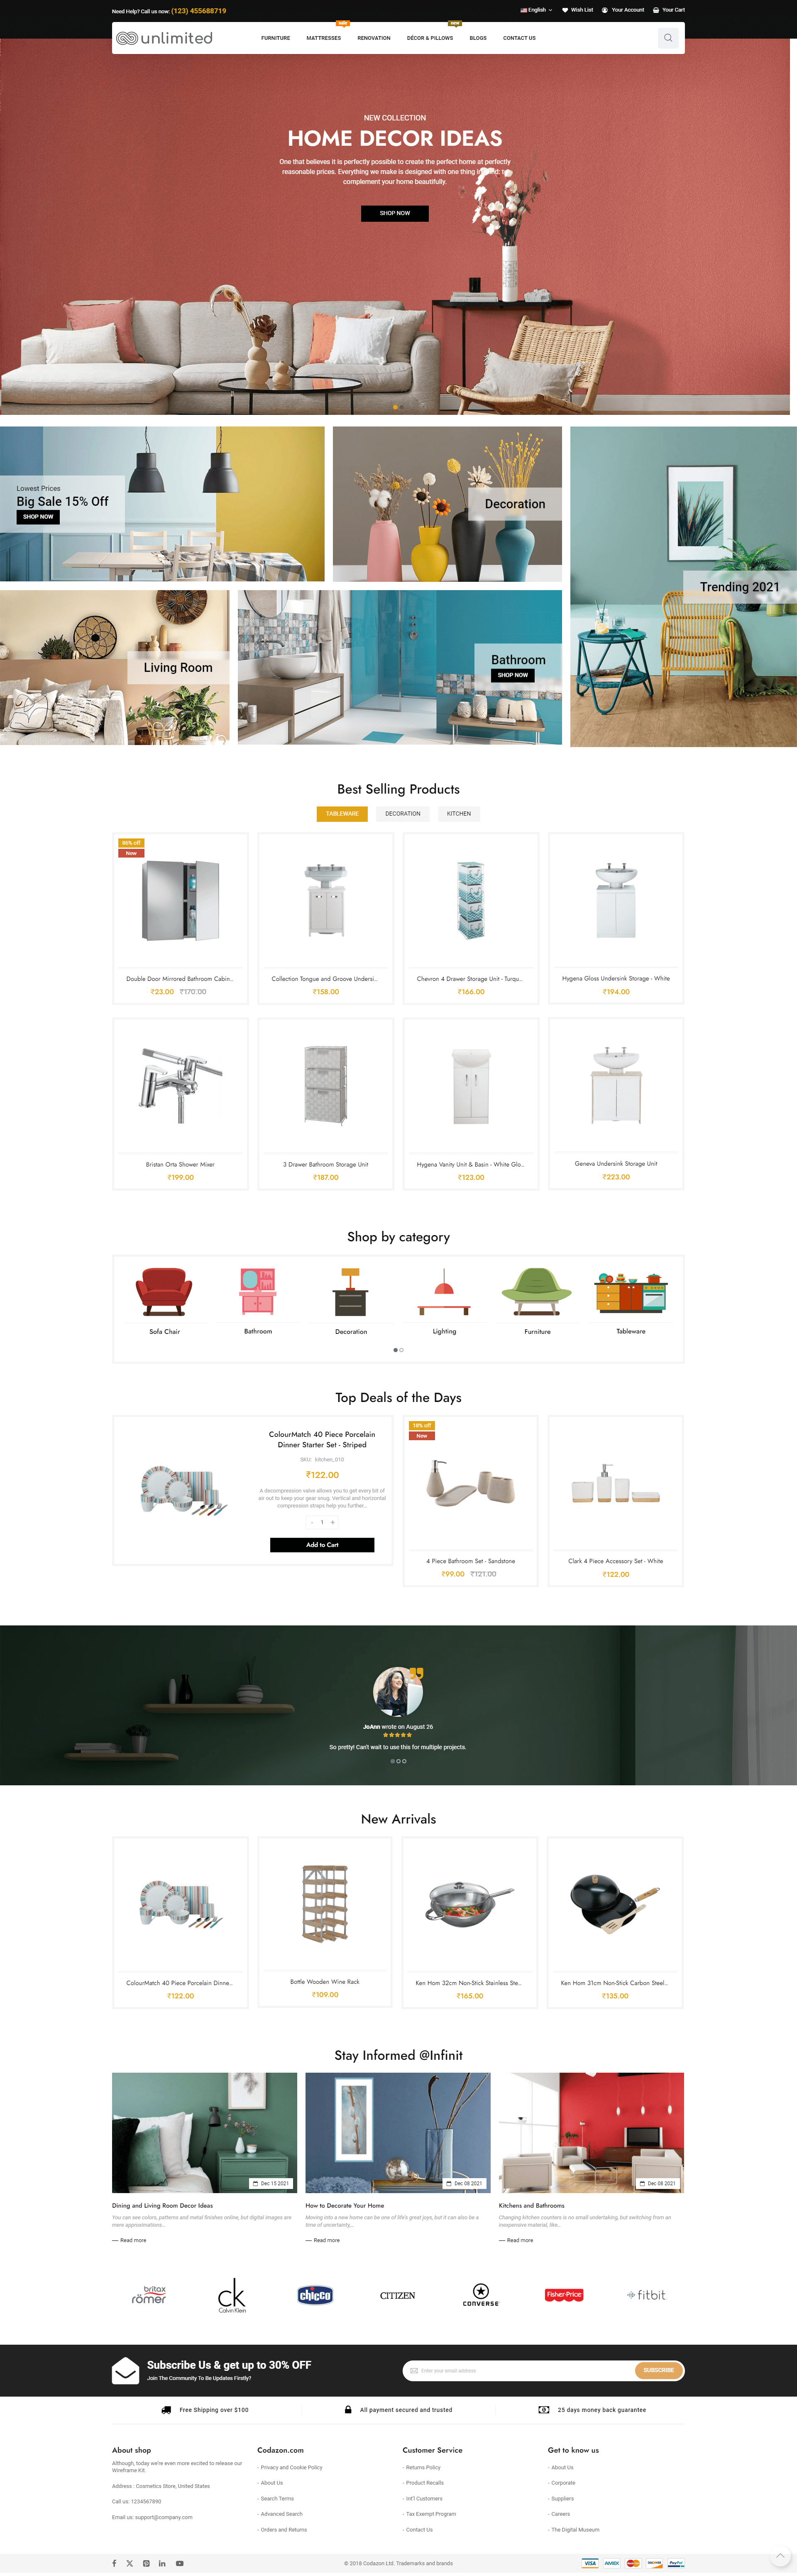 Need Help? Call us now: (123) 455688719
English
Wish List
Your Account
Your Cart
unlimited
FURNITURE
MATTRESSES
RENOVATION
DÉCOR & PILLOWS
BLOGS
CONTACT US
NEW COLLECTION
HOME DECOR IDEAS
One that believes it is perfectly possible to create the perfect home at perfectly
reasonable prices. Everything we make is designed with one thing in mind: to
complement your home beautifully.
SHOP NOW
Lowest Prices
Big Sale 15% Off
SHOP NOW
Decoration
Trending 2021
Living Room
Bathroom
SHOP NOW
Best Selling Products
TABLEWARE
DECORATION
KITCHEN
86% off
New
Double Door Mirrored Bathroom Cabin...
₹23.00 ₹170.00
Collection Tongue and Groove Undersi...
₹158.00
Chevron 4 Drawer Storage Unit - Turqu...
₹166.00
Hygena Gloss Undersink Storage - White
₹194.00
Bristan Orta Shower Mixer
₹199.00
3 Drawer Bathroom Storage Unit
₹187.00
Hygena Vanity Unit & Basin - White Glo...
₹123.00
Geneva Undersink Storage Unit
₹223.00
Shop by category
Sofa Chair
Bathroom
Decoration
Lighting
Furniture
Tableware
Top Deals of the Days
ColourMatch 40 Piece Porcelain
Dinner Starter Set - Striped
SKU: kitchen_010
₹122.00
A decompression valve allows you to get every bit of
air out to keep your gear snug. Vertical and horizontal
compression straps help you further...
- 1 +
Add to Cart
18% off
New
4 Piece Bathroom Set - Sandstone
₹99.00 ₹121.00
Clark 4 Piece Accessory Set - White
₹122.00
JoAnn wrote on August 26
So pretty! Can't wait to use this for multiple projects.
New Arrivals
ColourMatch 40 Piece Porcelain Dinne...
₹122.00
Bottle Wooden Wine Rack
₹109.00
Ken Hom 32cm Non-Stick Stainless Ste...
₹165.00
Ken Hom 31cm Non-Stick Carbon Steel...
₹135.00
Stay Informed @Infinit
Dec 15 2021
Dining and Living Room Decor Ideas
You can see colors, patterns and metal finishes online, but digital images are
mere approximations...
Read more
Dec 08 2021
How to Decorate Your Home
Moving into a new home can be one of life's great joys, but it can also be a
time of uncertainty,...
Read more
Dec 08 2021
Kitchens and Bathrooms
Changing kitchen counters is no small undertaking, but switching from an
inexpensive material, like...
Read more
britax
römer
ck
Calvin Klein
chicco
CITIZEN
CONVERSE
Fisher-Price
fitbit
Subscribe Us & get up to 30% OFF
Join The Community To Be Updates Firstly?
Enter your email address
SUBSCRIBE
Free Shipping over $100
All payment secured and trusted
25 days money back guarantee
About shop
Although, today we're even more excited to release our
Wireframe Kit.
Address : Cosmetics Store, United States
Call us: 1234567890
Email us: support@company.com
Codazon.com
- Privacy and Cookie Policy
- About Us
- Search Terms
- Advanced Search
- Orders and Returns
Customer Service
- Returns Policy
- Product Recalls
- Int'l Customers
- Tax Exempt Program
- Contact Us
Get to know us
- About Us
- Corporate
- Suppliers
- Careers
- The Digital Museum
© 2018 Codazon Ltd. Trademarks and brands
VISA
AMEX
PayPal